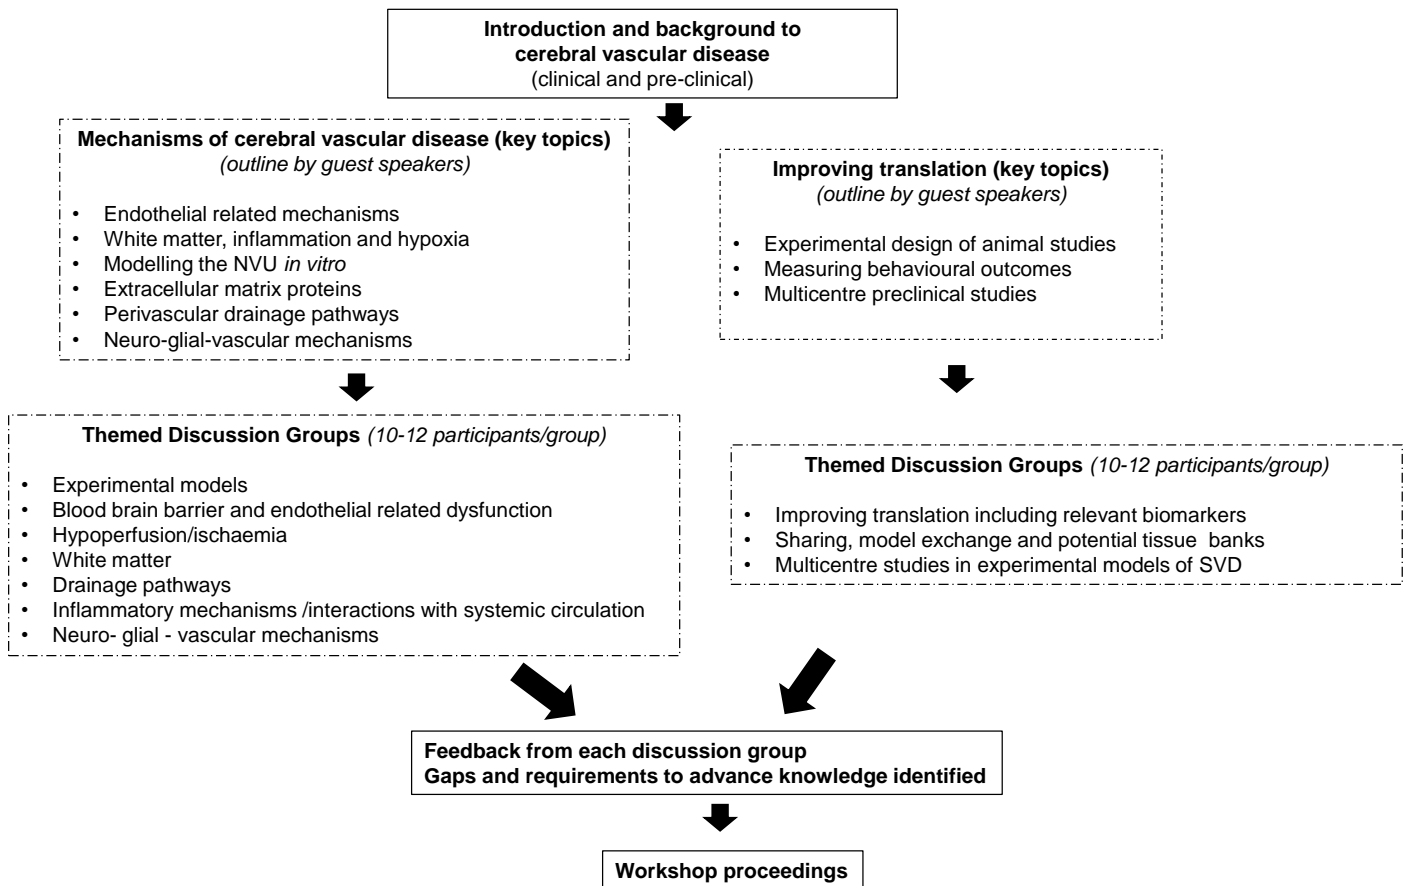 Introduction and background to
cerebral vascular disease
(clinical and pre-clinical)
Mechanisms of cerebral vascular disease (key topics)
(outline by guest speakers)
• Endothelial related mechanisms
• White matter, inflammation and hypoxia
• Modelling the NVU in vitro
• Extracellular matrix proteins
• Perivascular drainage pathways
• Neuro-glial-vascular mechanisms
Improving translation (key topics)
(outline by guest speakers)
• Experimental design of animal studies
• Measuring behavioural outcomes
• Multicentre preclinical studies
Themed Discussion Groups (10-12 participants/group)
• Experimental models
• Blood brain barrier and endothelial related dysfunction
• Hypoperfusion/ischaemia
• White matter
• Drainage pathways
• Inflammatory mechanisms /interactions with systemic circulation
• Neuro- glial - vascular mechanisms
Themed Discussion Groups (10-12 participants/group)
• Improving translation including relevant biomarkers
• Sharing, model exchange and potential tissue  banks
• Multicentre studies in experimental models of SVD
Feedback from each discussion group
Gaps and requirements to advance knowledge identified
Workshop proceedings